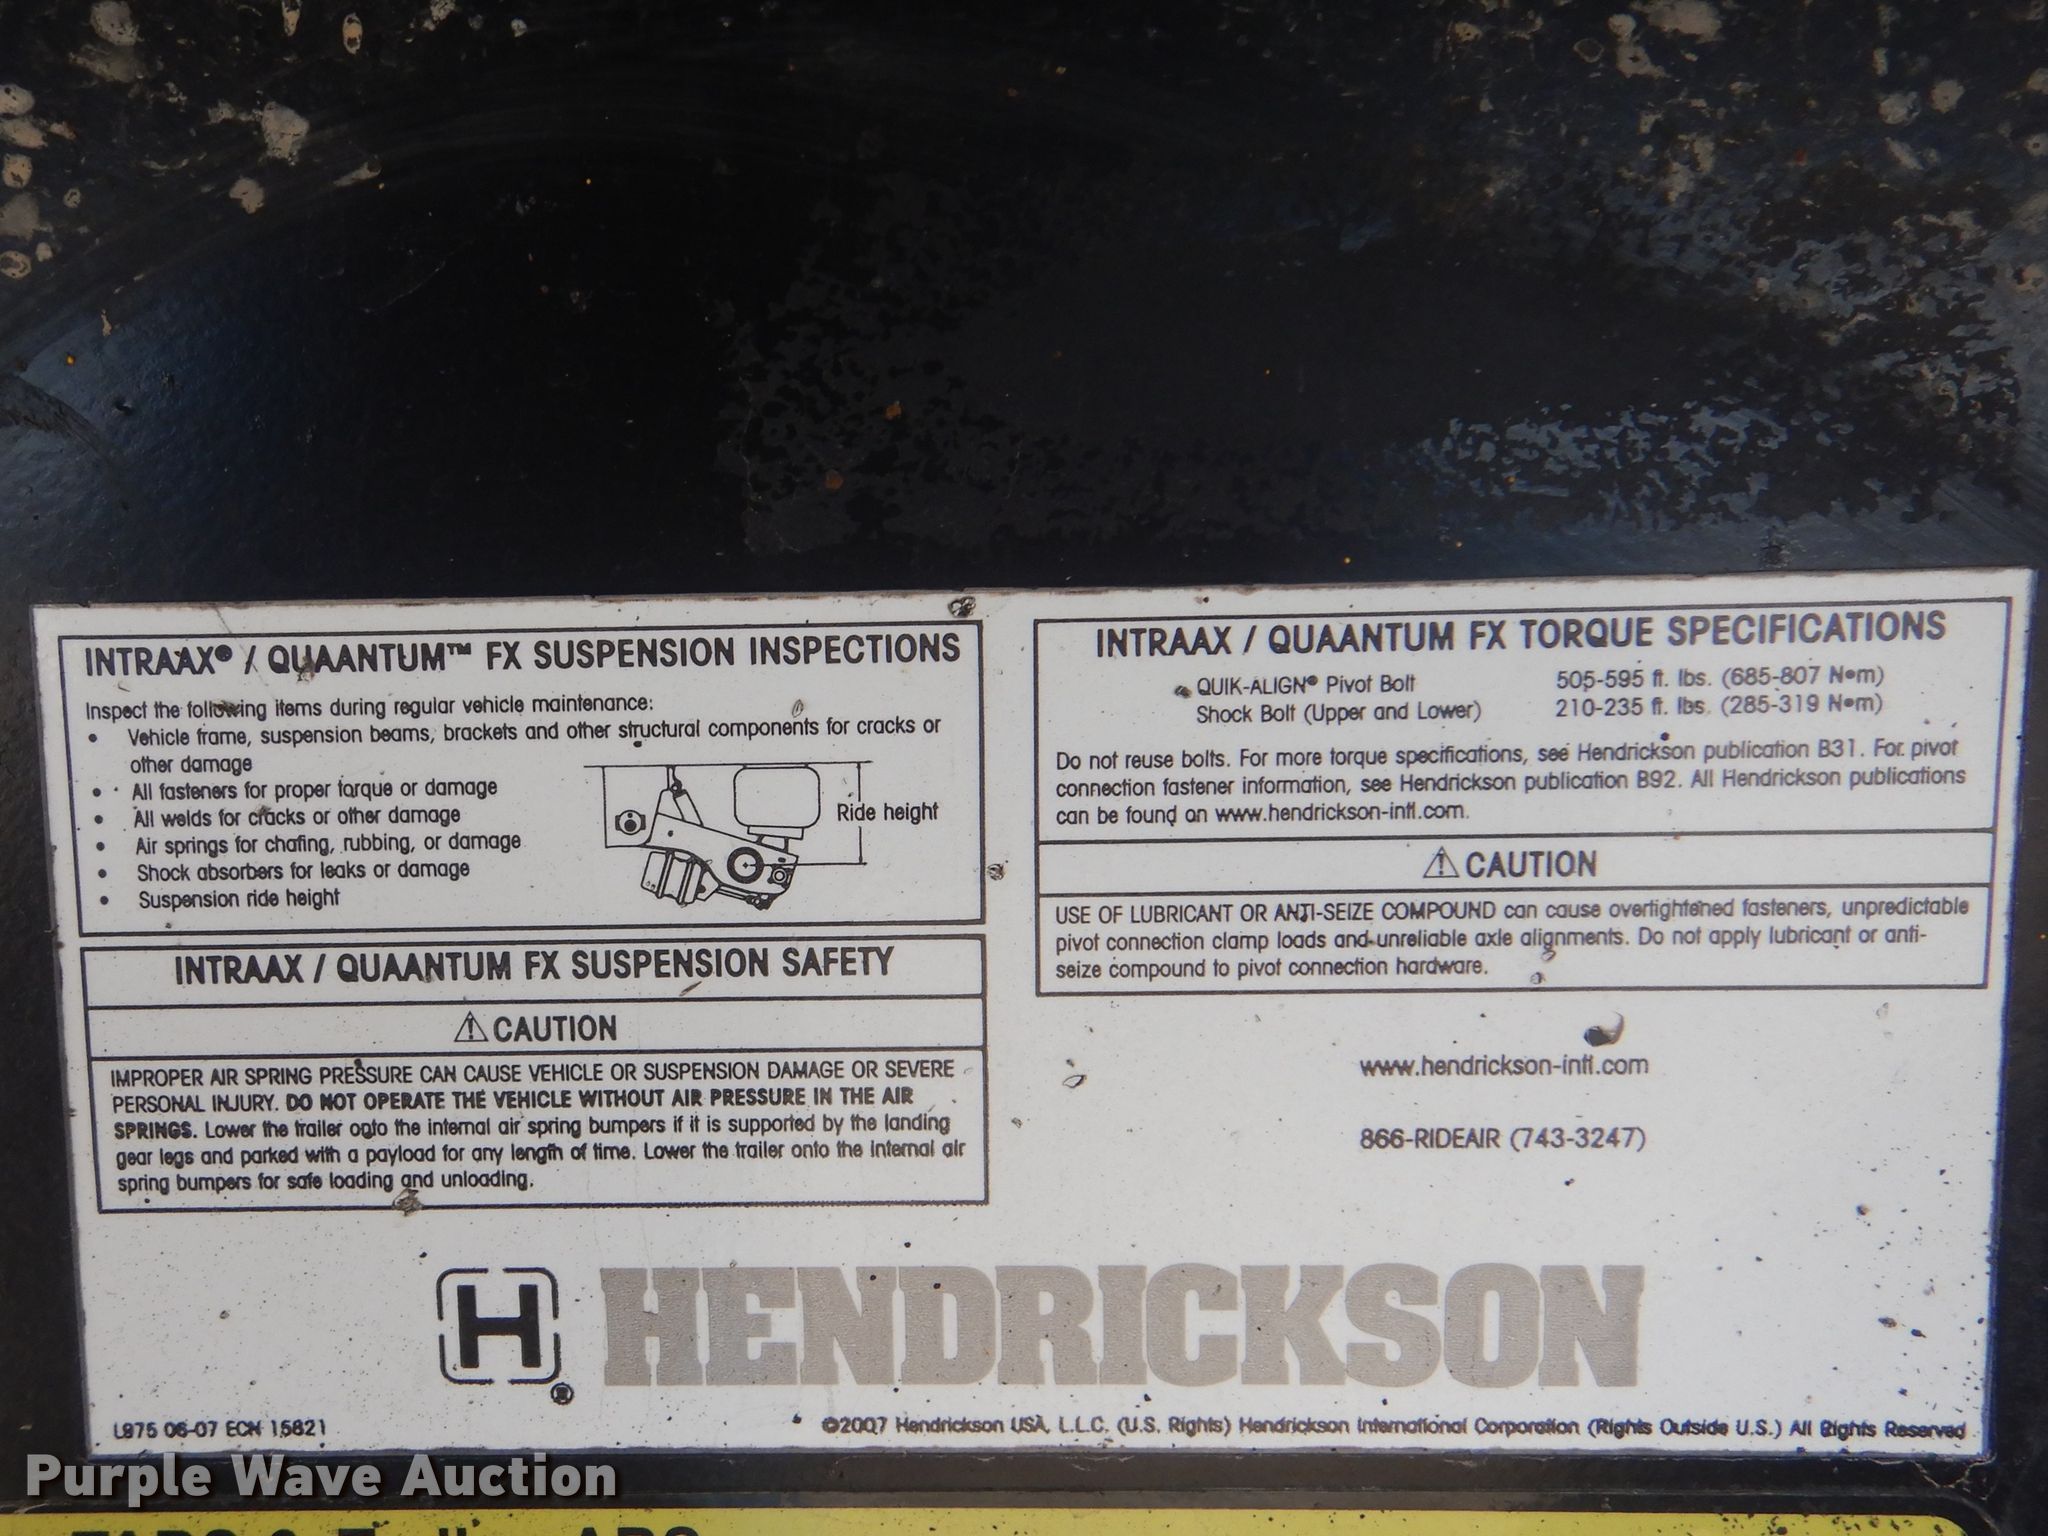 INTRAAX® / QUAANTUM™ FX SUSPENSION INSPECTIONS
Inspect the following items during regular vehicle maintenance:
• Vehicle frame, suspension beams, brackets and other structural components for cracks or
other damage
• All fasteners for proper torque or damage
• All welds for cracks or other damage
• Air springs for chafing, rubbing, or damage
• Shock absorbers for leaks or damage
• Suspension ride height
Ride height
INTRAAX / QUAANTUM FX SUSPENSION SAFETY
⚠ CAUTION
IMPROPER AIR SPRING PRESSURE CAN CAUSE VEHICLE OR SUSPENSION DAMAGE OR SEVERE
PERSONAL INJURY. DO NOT OPERATE THE VEHICLE WITHOUT AIR PRESSURE IN THE AIR
SPRINGS. Lower the trailer onto the internal air spring bumpers if it is supported by the landing
gear legs and parked with a payload for any length of time. Lower the trailer onto the internal air
spring bumpers for safe loading and unloading.
INTRAAX / QUAANTUM FX TORQUE SPECIFICATIONS
QUIK-ALIGN® Pivot Bolt 505-595 ft. lbs. (685-807 N•m)
Shock Bolt (Upper and Lower) 210-235 ft. lbs. (285-319 N•m)
Do not reuse bolts. For more torque specifications, see Hendrickson publication B31. For pivot
connection fastener information, see Hendrickson publication B92. All Hendrickson publications
can be found on www.hendrickson-intl.com.
⚠ CAUTION
USE OF LUBRICANT OR ANTI-SEIZE COMPOUND can cause overtightened fasteners, unpredictable
pivot connection clamp loads and unreliable axle alignments. Do not apply lubricant or anti-
seize compound to pivot connection hardware.
www.hendrickson-intl.com
866-RIDEAIR (743-3247)
H® HENDRICKSON
L975 06-07 ECN 15821
©2007 Hendrickson USA, L.L.C. (U.S. Rights) Hendrickson International Corporation (Rights Outside U.S.) All Rights Reserved
Purple Wave Auction